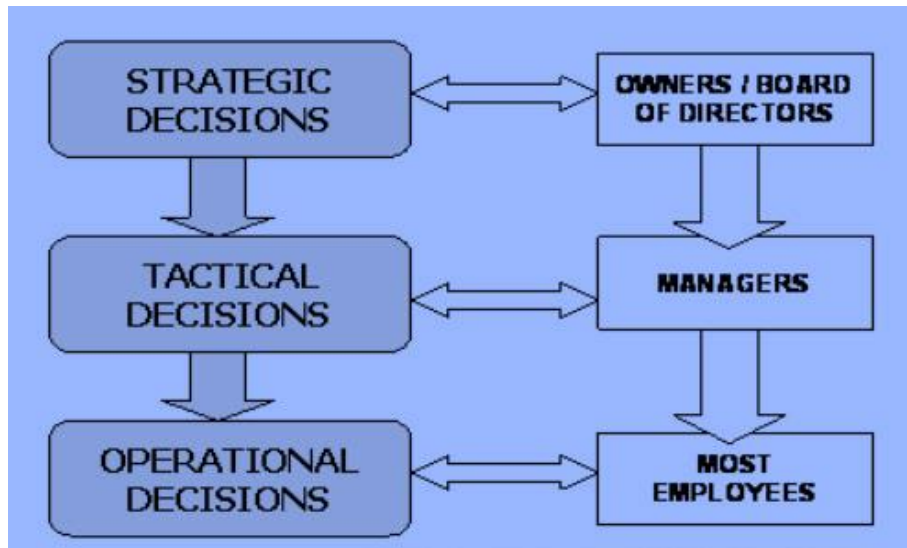 STRATEGIC
DECISIONS
OWNERS / BOARD
OF DIRECTORS
TACTICAL
DECISIONS
MANAGERS
OPERATIONAL
DECISIONS
MOST
EMPLOYEES